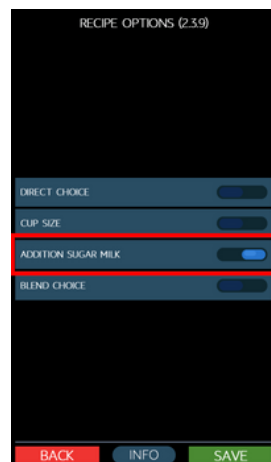 RECIPE OPTIONS (2.3.9)
DIRECT CHOICE
CUP SIZE
ADDITION SUGAR MILK
BLEND CHOICE
BACK INFO SAVE